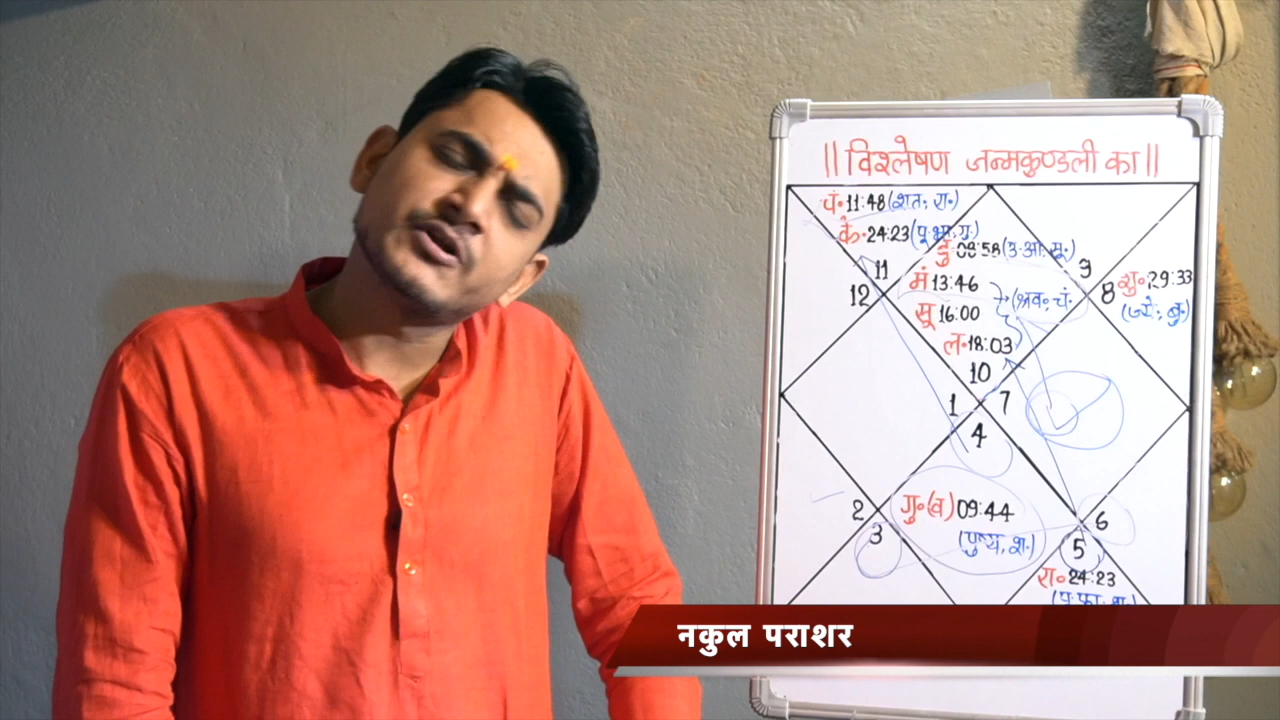 || विश्लेषण जन्मकुण्डली का ||
चं॰ 11:48 (शत॰, रा॰)
के॰ 24:23 (पू॰भा॰, गु॰)
बु॰ 08:58 (उ॰आ॰ सू॰)
11
9
मं 13:46
12
8
शु॰ 29:33
सू 16:00
(श्रव॰, चं॰
(ज्ये॰, बु॰)
ल॰ 18:03
10
1
7
4
2
गु॰ (व) 09:44
6
3
(पुष्य, श॰)
5
रा॰ 24:23
नकुल पराशर